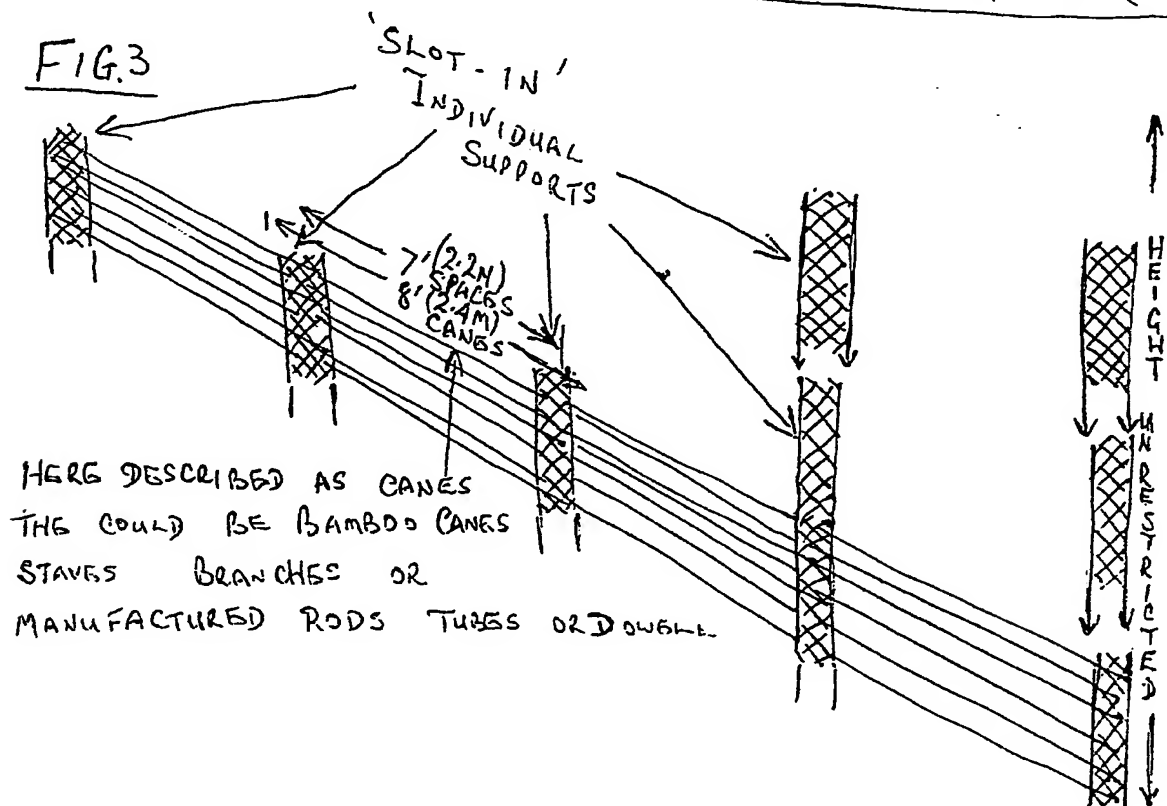 FIG.3
'SLOT-IN'
INDIVIDUAL
SUPPORTS
7' (2.2M)
SPACES
8' (2.4M)
CANES
HEIGHT UNRESTRICTED
HERE DESCRIBED AS CANES
THE COULD BE BAMBOO CANES
STAVES BRANCHES OR
MANUFACTURED RODS TUBES OR DOWELL